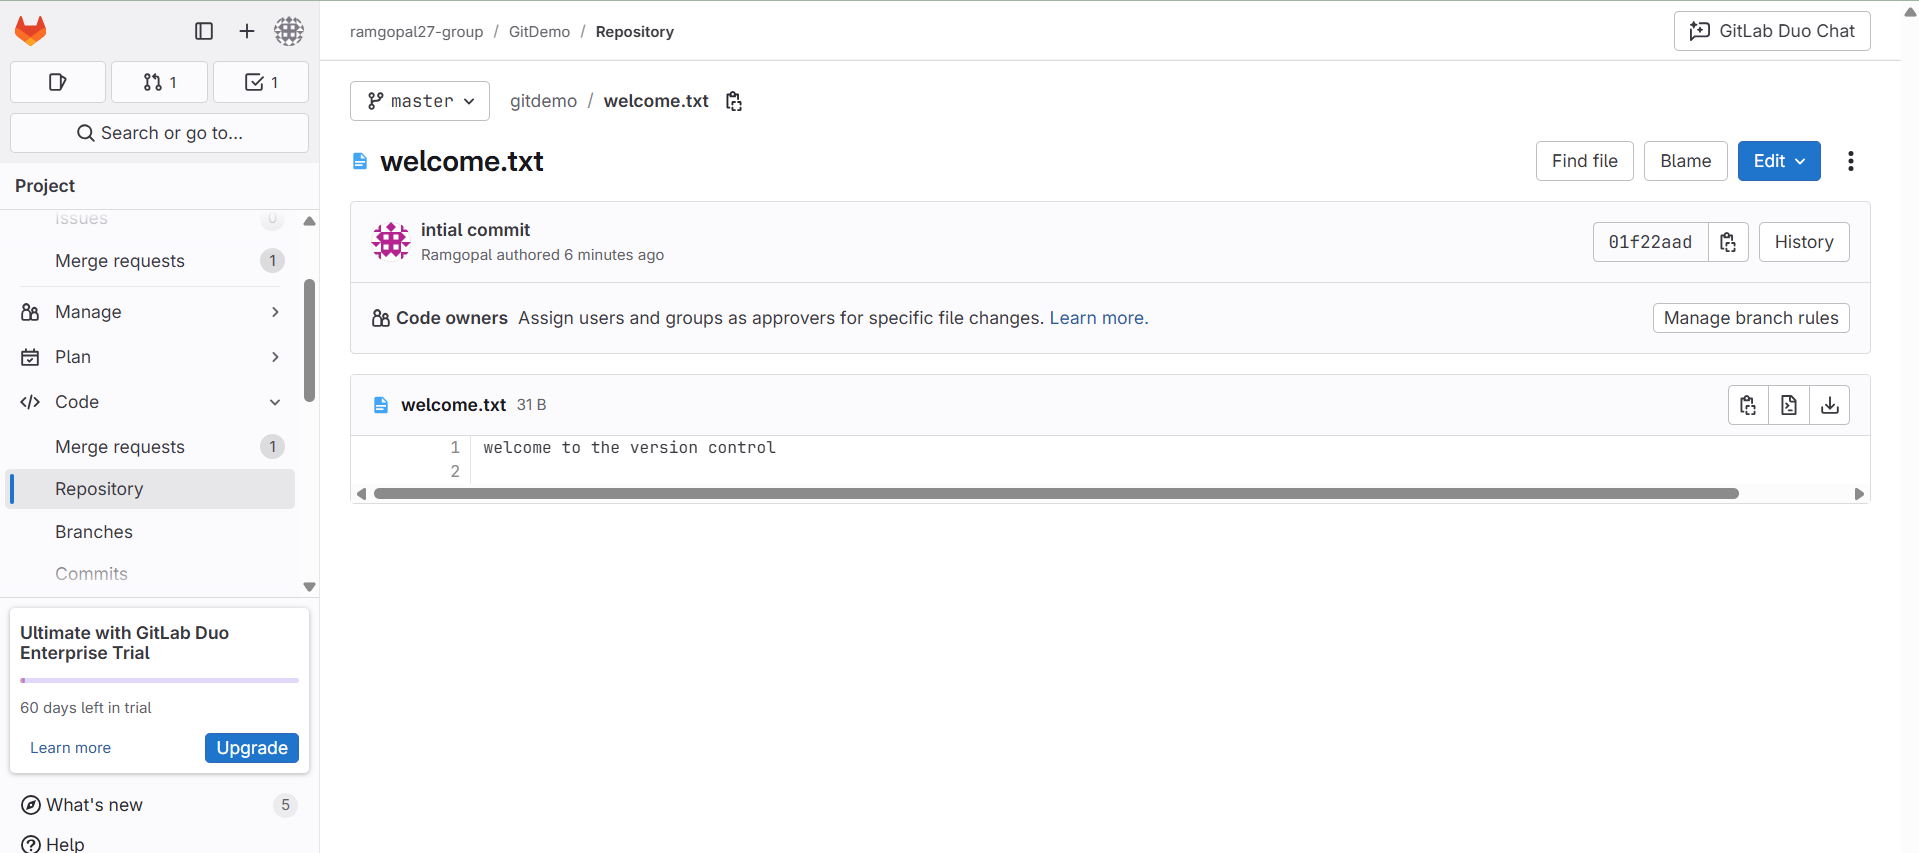 ramgopal27-group / GitDemo / Repository
GitLab Duo Chat
1
1
Search or go to...
Project
Issues 0
Merge requests 1
Manage
Plan
Code
Merge requests 1
Repository
Branches
Commits
Ultimate with GitLab Duo
Enterprise Trial
60 days left in trial
Learn more
Upgrade
What's new 5
Help
master
gitdemo / welcome.txt
welcome.txt
Find file
Blame
Edit
intial commit
Ramgopal authored 6 minutes ago
01f22aad
History
Code owners Assign users and groups as approvers for specific file changes. Learn more.
Manage branch rules
welcome.txt 31 B
1 welcome to the version control
2